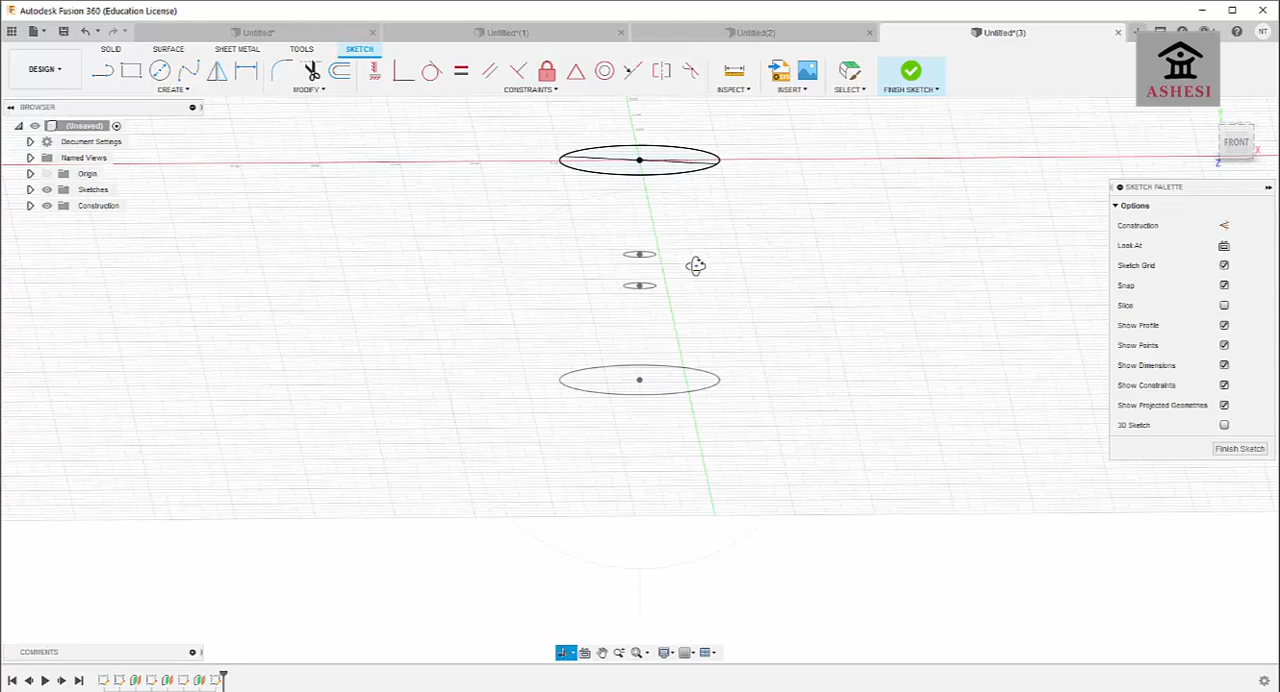 Autodesk Fusion 360 (Education License)
Untitled*
Untitled*(1)
Untitled(2)
Untitled*(3)
NT
SOLID
SURFACE
SHEET METAL
TOOLS
SKETCH
DESIGN
CREATE
MODIFY
CONSTRAINTS
INSPECT
INSERT
SELECT
FINISH SKETCH
ASHESI
BROWSER
(Unsaved)
Document Settings
Named Views
Origin
Sketches
Construction
FRONT
X
Z
SKETCH PALETTE
Options
Construction
Look At
Sketch Grid
Snap
Slice
Show Profile
Show Points
Show Dimensions
Show Constraints
Show Projected Geometries
3D Sketch
Finish Sketch
COMMENTS